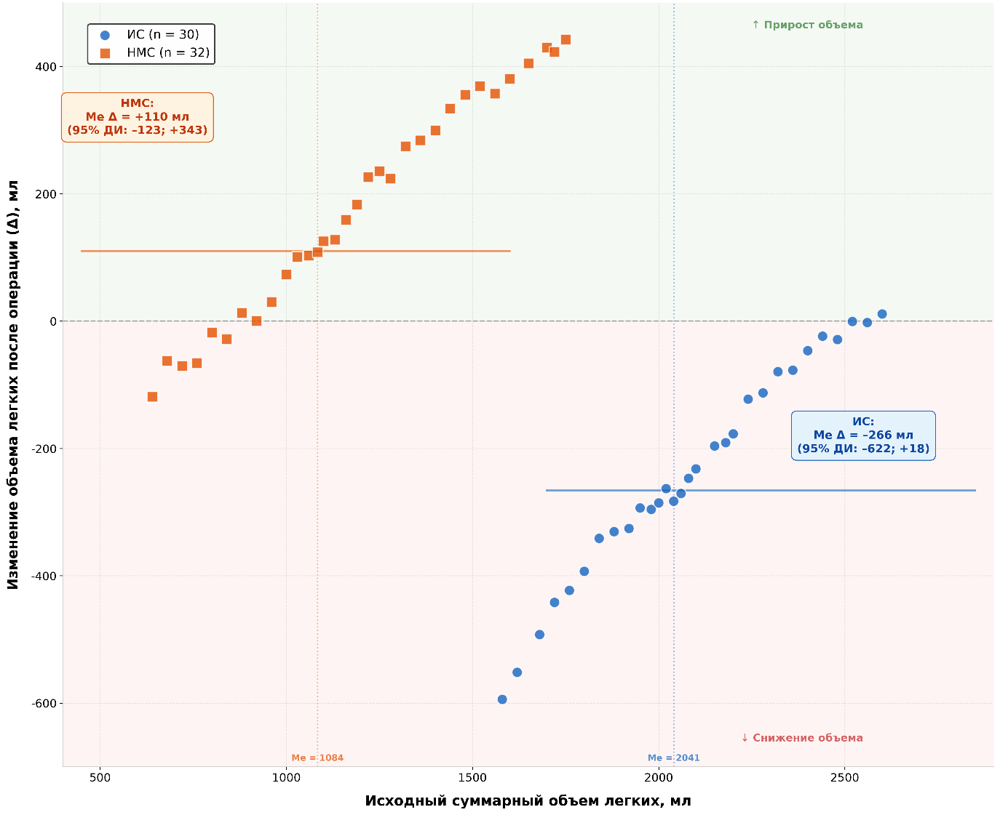 ↑ Прирост объема
ИС (n = 30)
НМС (n = 32)
400
НМС:
Me Δ = +110 мл
(95% ДИ: –123; +343)
200
0
-200
-400
-600
Изменение объема легких после операции (Δ), мл
ИС:
Me Δ = –266 мл
(95% ДИ: –622; +18)
↓ Снижение объема
Me = 1084
Me = 2041
500
1000
1500
2000
2500
Исходный суммарный объем легких, мл